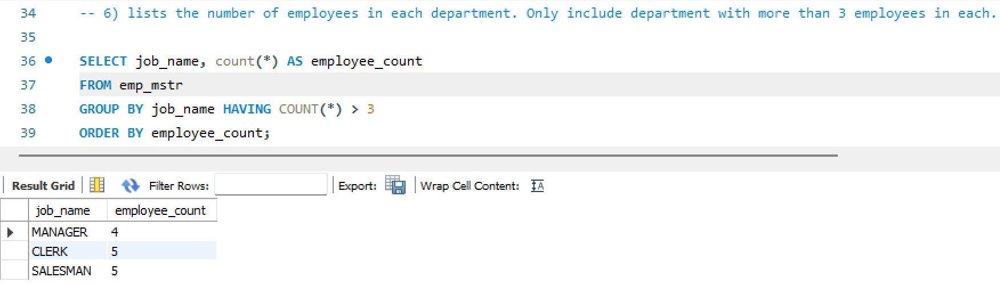 34 -- 6) lists the number of employees in each department. Only include department with more than 3 employees in each.
35
36 SELECT job_name, count(*) AS employee_count
37 FROM emp_mstr
38 GROUP BY job_name HAVING COUNT(*) > 3
39 ORDER BY employee_count;
Result Grid Filter Rows: Export: Wrap Cell Content: IA
job_name employee_count
MANAGER 4
CLERK 5
SALESMAN 5